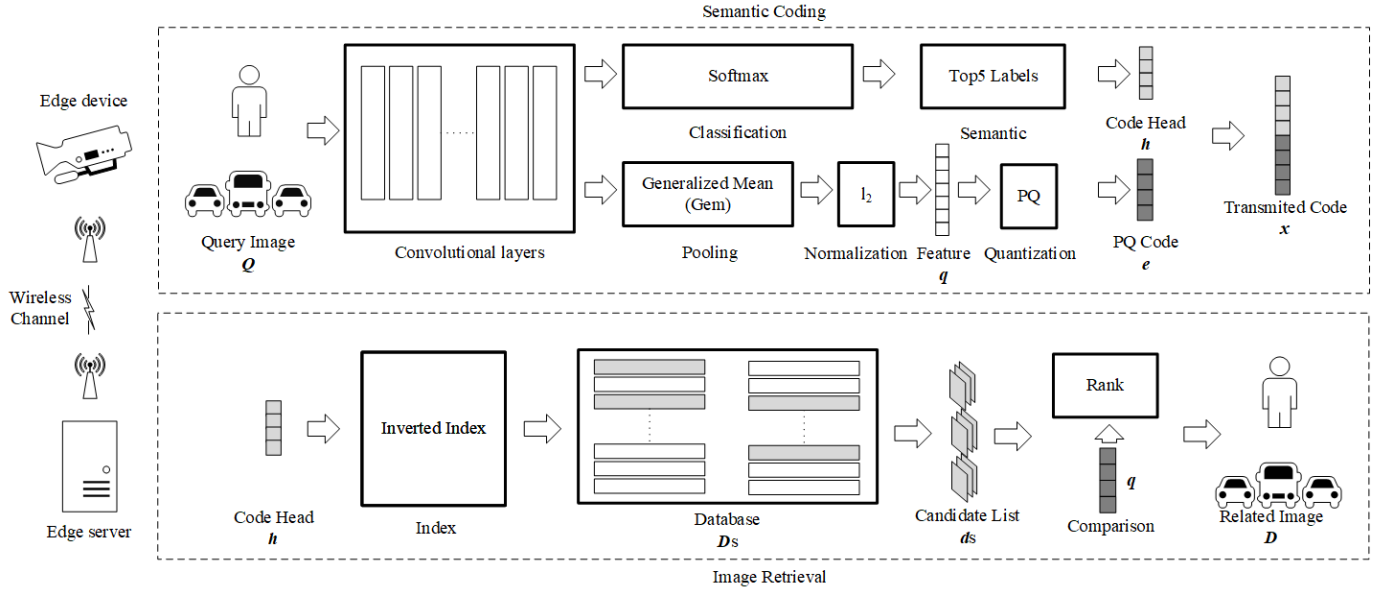 Semantic Coding
Edge device
Wireless
Channel
Edge server
Query Image
Q
Convolutional layers
Softmax
Classification
Top5 Labels
Semantic
Code Head
h
Generalized Mean
(Gem)
Pooling
l2
Normalization
Feature
q
PQ
Quantization
PQ Code
e
Transmited Code
x
Code Head
h
Inverted Index
Index
Database
Ds
Candidate List
ds
Rank
q
Comparison
Related Image
D
Image Retrieval